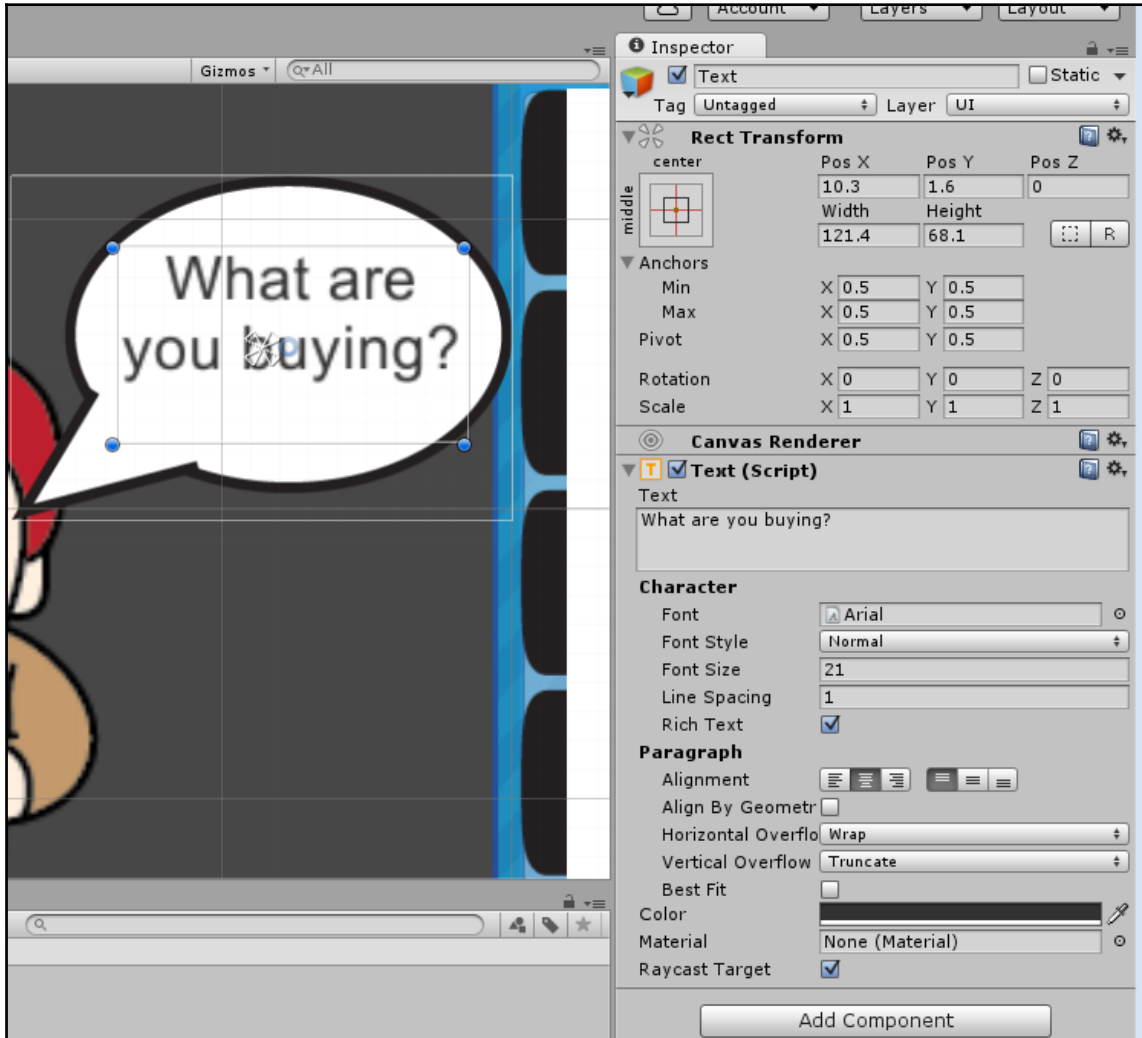 Account Layers Layout
Inspector
Gizmos All
Text Static
Tag Untagged Layer UI
Rect Transform
center Pos X Pos Y Pos Z
middle 10.3 1.6 0
Width Height
121.4 68.1 R
Anchors
Min X 0.5 Y 0.5
Max X 0.5 Y 0.5
Pivot X 0.5 Y 0.5
Rotation X 0 Y 0 Z 0
Scale X 1 Y 1 Z 1
Canvas Renderer
T Text (Script)
Text
What are you buying?
Character
Font Arial
Font Style Normal
Font Size 21
Line Spacing 1
Rich Text
Paragraph
Alignment
Align By Geometr
Horizontal Overflo Wrap
Vertical Overflow Truncate
Best Fit
Color
Material None (Material)
Raycast Target
Add Component
What are
you buying?